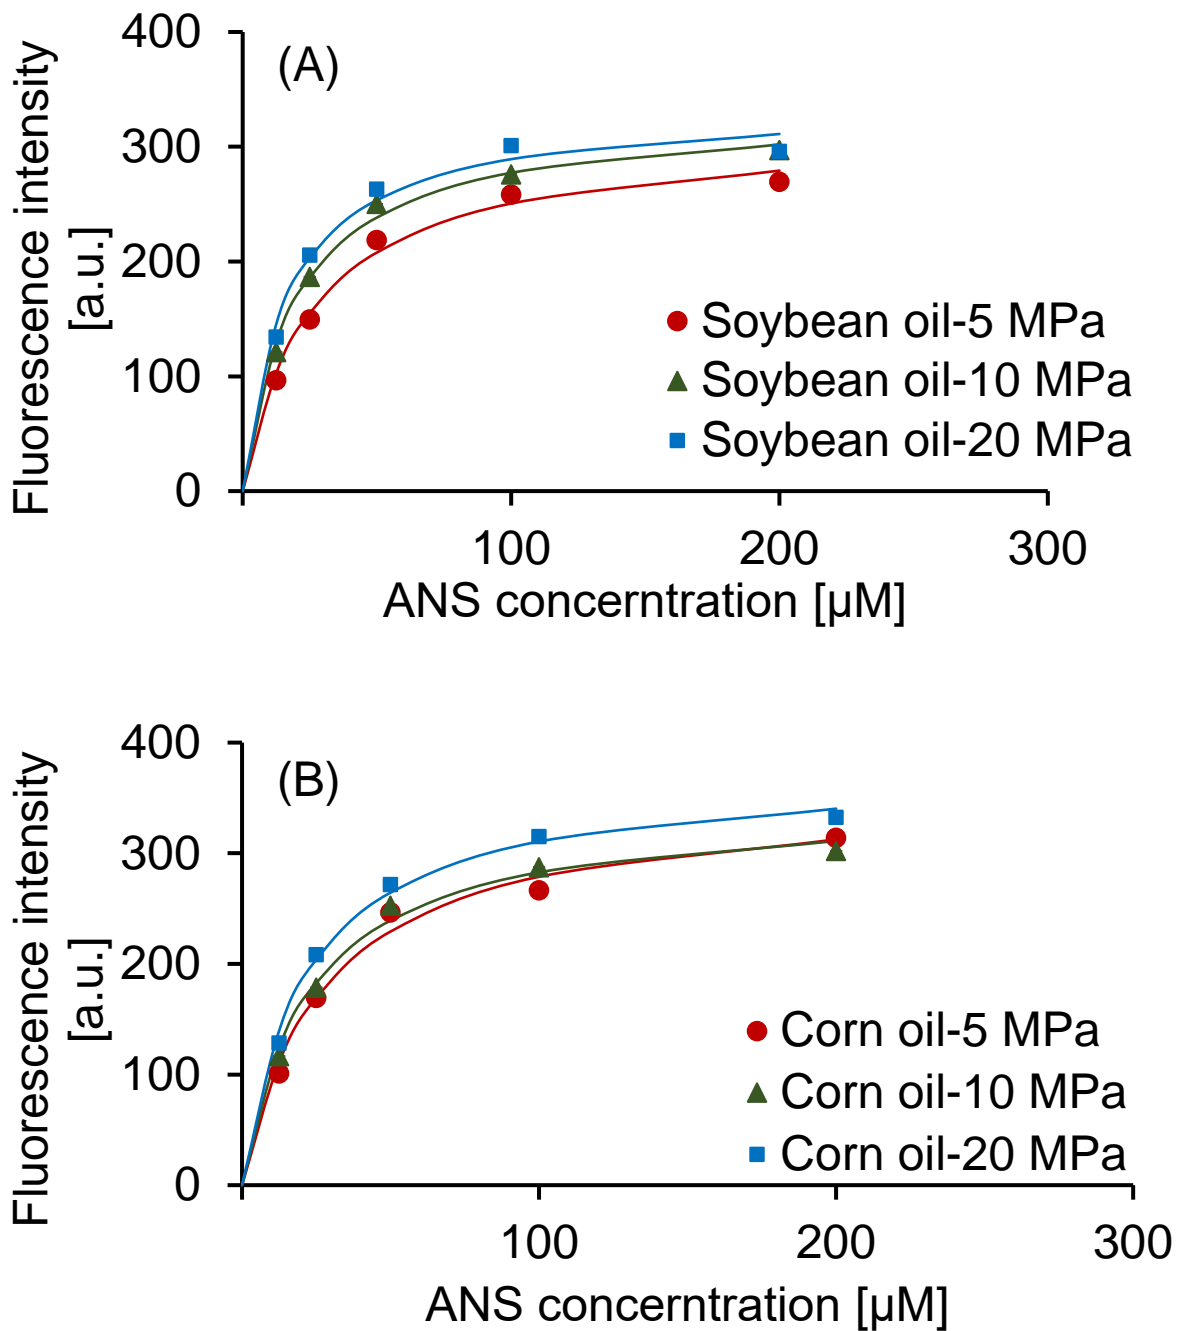 (A)
Fluorescence intensity
[a.u.]
400
300
200
100
0
Soybean oil-5 MPa
Soybean oil-10 MPa
Soybean oil-20 MPa
100
200
300
ANS concerntration [µM]
(B)
Fluorescence intensity
[a.u.]
400
300
200
100
0
Corn oil-5 MPa
Corn oil-10 MPa
Corn oil-20 MPa
100
200
300
ANS concerntration [µM]